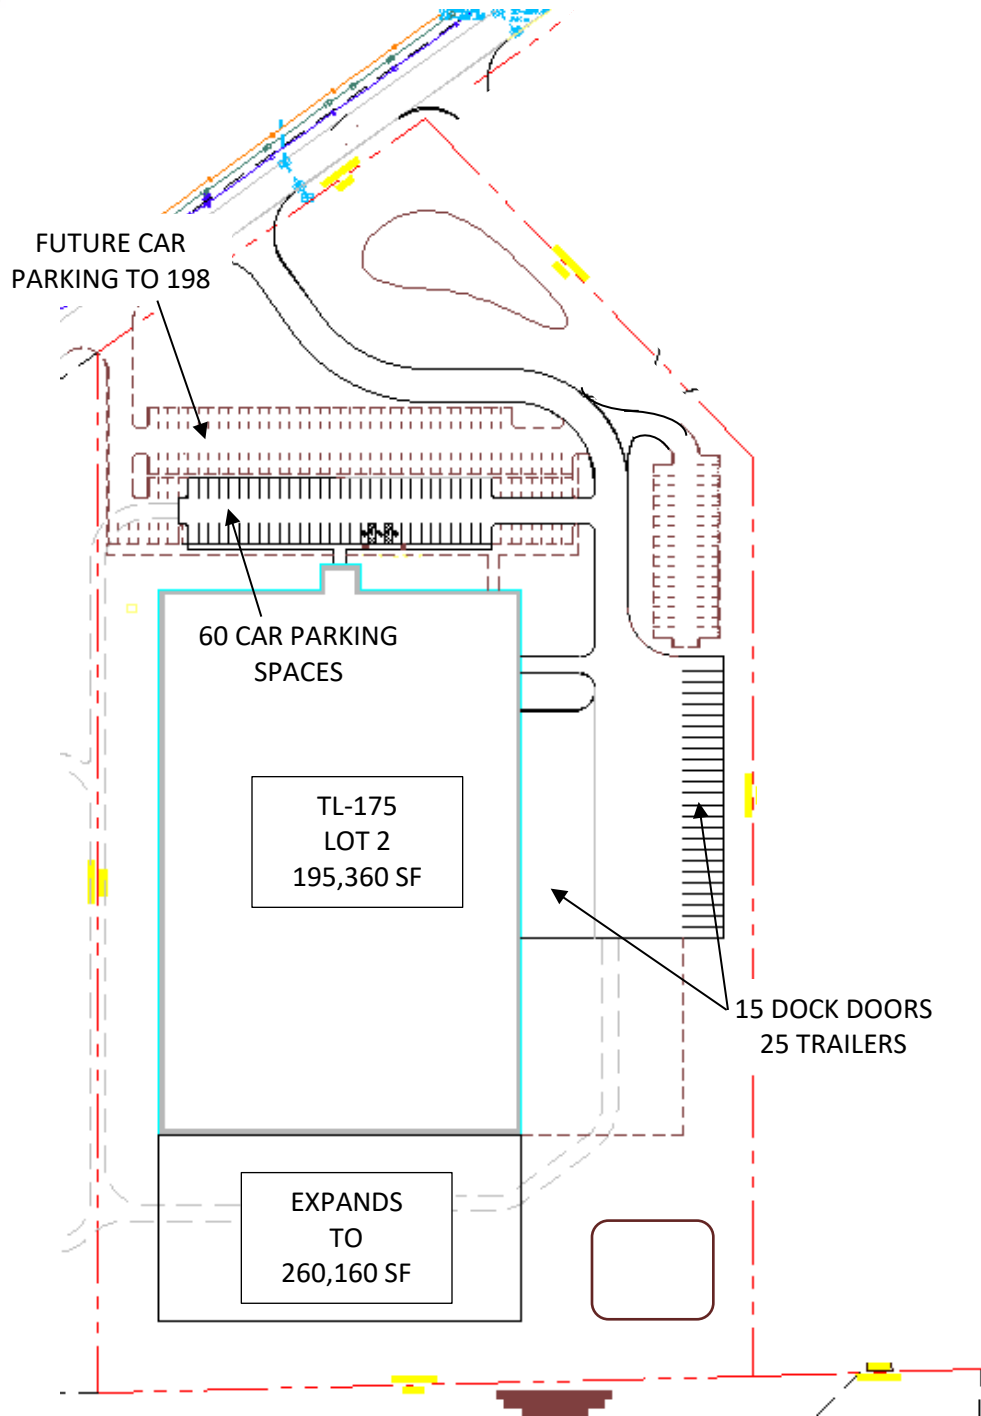 FUTURE CAR
PARKING TO 198
60 CAR PARKING
SPACES
TL-175
LOT 2
195,360 SF
15 DOCK DOORS
25 TRAILERS
EXPANDS
TO
260,160 SF